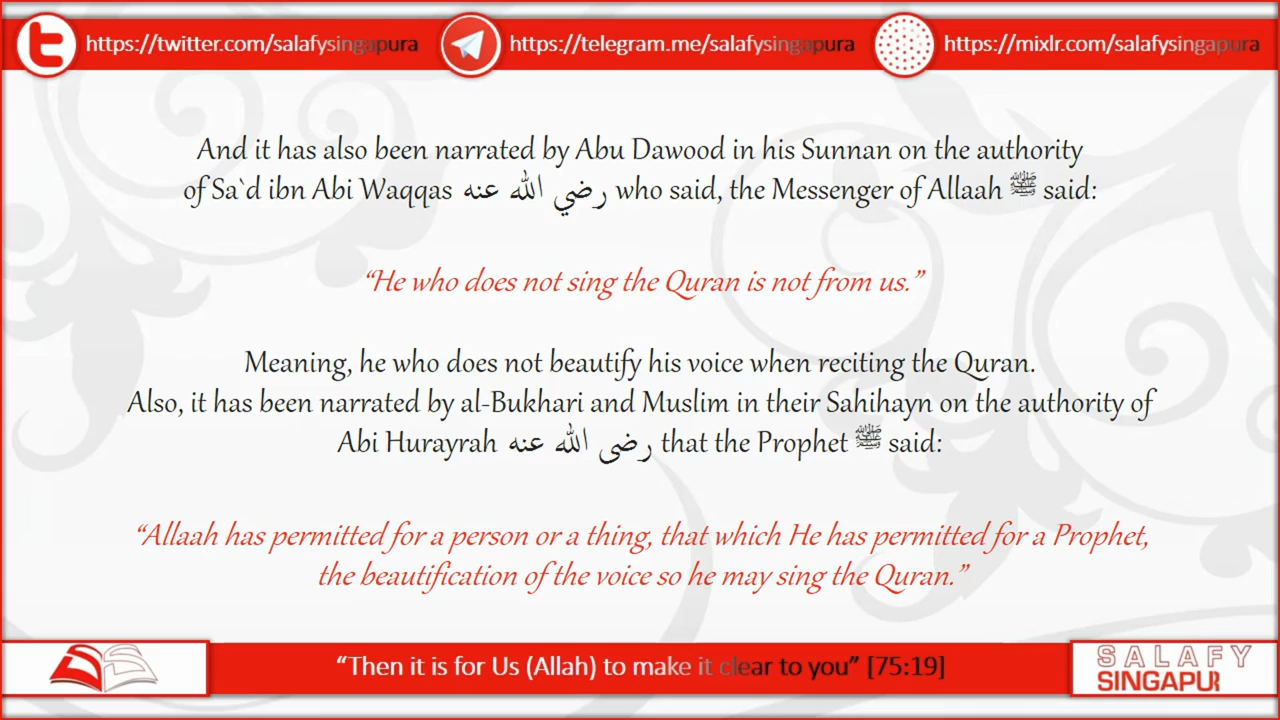 https://twitter.com/salafysingapura
https://telegram.me/salafysingapura
https://mixlr.com/salafysingapura
And it has also been narrated by Abu Dawood in his Sunnan on the authority
of Sa`d ibn Abi Waqqas رضي الله عنه who said, the Messenger of Allaah ﷺ said:
“He who does not sing the Quran is not from us.”
Meaning, he who does not beautify his voice when reciting the Quran.
Also, it has been narrated by al-Bukhari and Muslim in their Sahihayn on the authority of
Abi Hurayrah رضى الله عنه that the Prophet ﷺ said:
“Allaah has permitted for a person or a thing, that which He has permitted for a Prophet,
the beautification of the voice so he may sing the Quran.”
“Then it is for Us (Allah) to make it clear to you” [75:19]
SALAFY
SINGAPUR